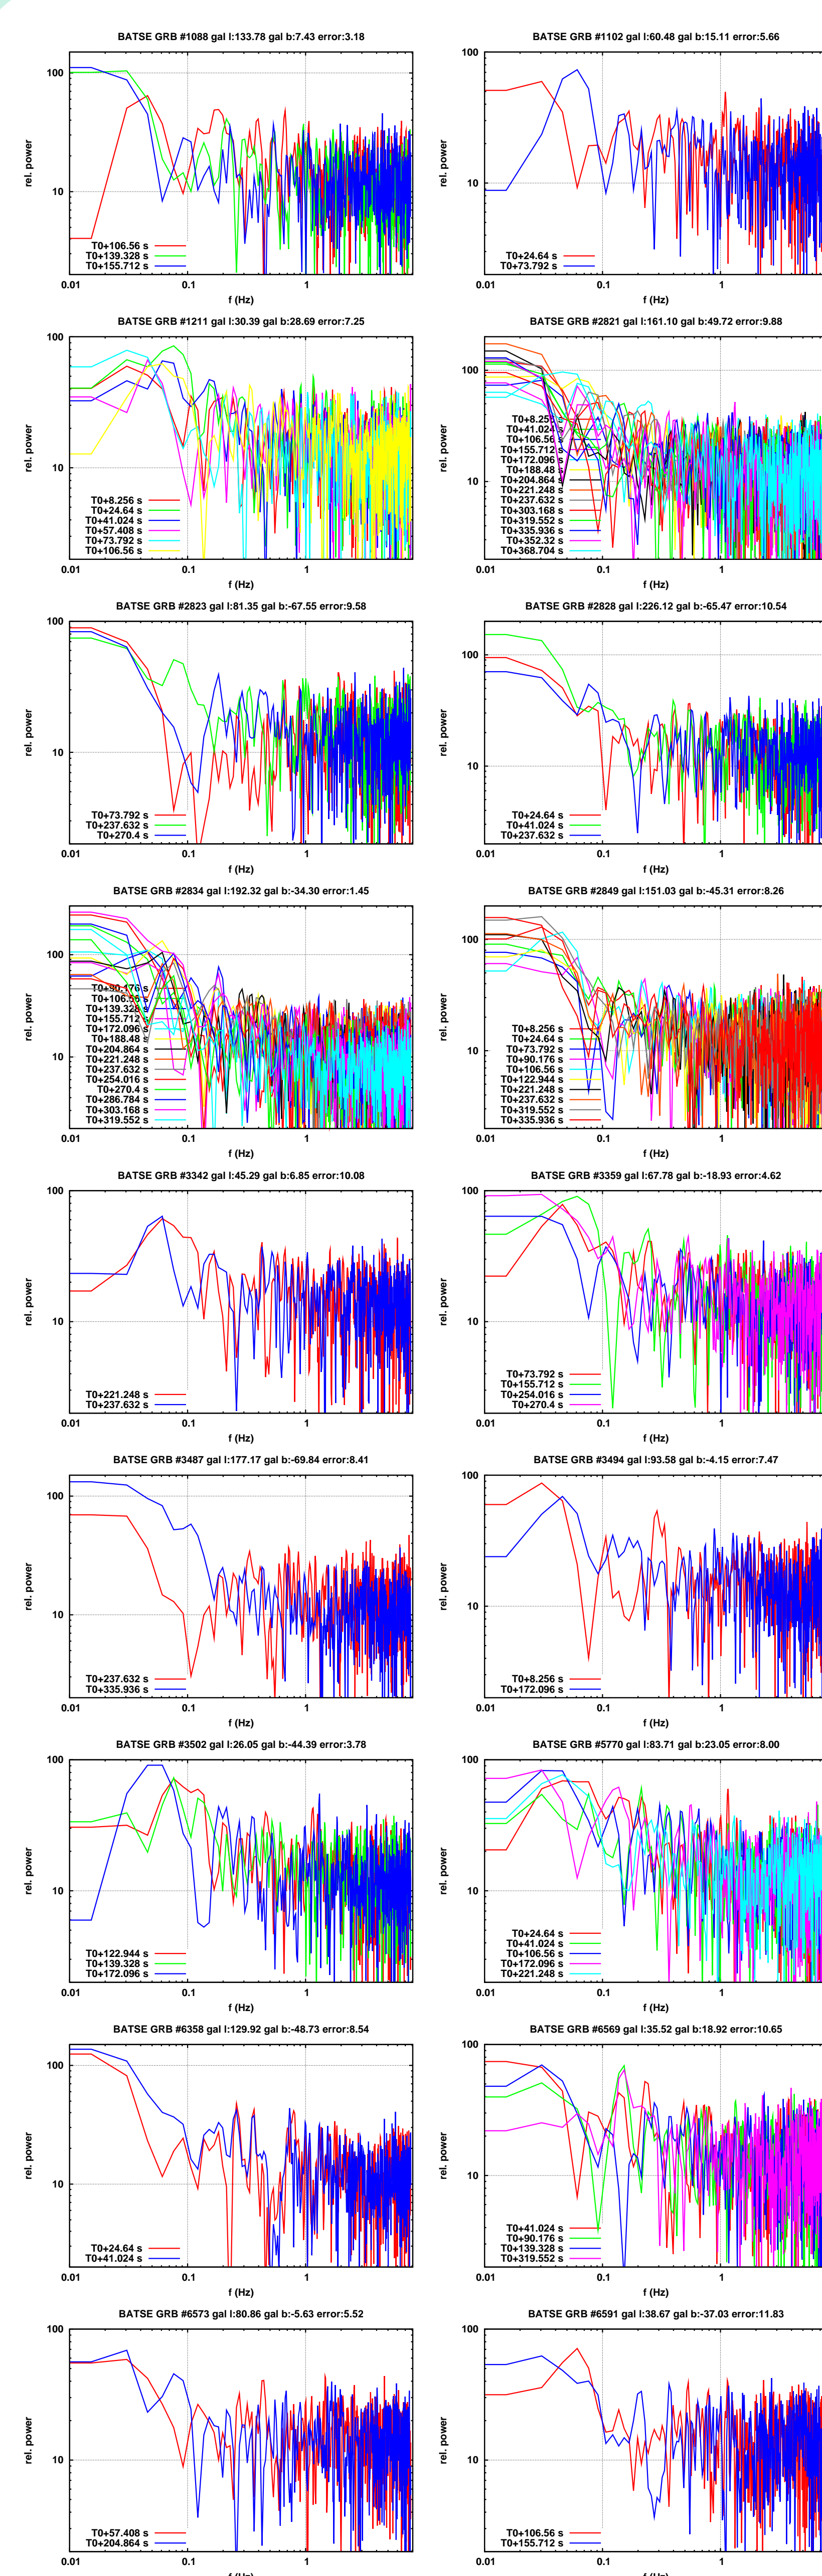 BATSE GRB #1088 gal l:133.78 gal b:7.43 error:3.18
100
rel. power
10
T0+106.56 s
T0+139.328 s
T0+155.712 s
0.01 0.1 1
f (Hz)
BATSE GRB #1102 gal l:60.48 gal b:15.11 error:5.66
100
rel. power
10
T0+24.64 s
T0+73.792 s
0.01 0.1 1
f (Hz)
BATSE GRB #1211 gal l:30.39 gal b:28.69 error:7.25
100
rel. power
10
T0+8.256 s
T0+24.64 s
T0+41.024 s
T0+57.408 s
T0+73.792 s
T0+106.56 s
0.01 0.1 1
f (Hz)
BATSE GRB #2821 gal l:161.10 gal b:49.72 error:9.88
100
rel. power
10
T0+8.256 s
T0+41.024 s
T0+106.56 s
T0+155.712 s
T0+172.096 s
T0+188.48 s
T0+204.864 s
T0+221.248 s
T0+237.632 s
T0+303.168 s
T0+319.552 s
T0+335.936 s
T0+352.32 s
T0+368.704 s
0.01 0.1 1
f (Hz)
BATSE GRB #2823 gal l:81.35 gal b:-67.55 error:9.58
100
rel. power
10
T0+73.792 s
T0+237.632 s
T0+270.4 s
0.01 0.1 1
f (Hz)
BATSE GRB #2828 gal l:226.12 gal b:-65.47 error:10.54
100
rel. power
10
T0+24.64 s
T0+41.024 s
T0+237.632 s
0.01 0.1 1
f (Hz)
BATSE GRB #2834 gal l:192.32 gal b:-34.30 error:1.45
100
rel. power
10
T0+90.176 s
T0+106.56 s
T0+139.328 s
T0+155.712 s
T0+172.096 s
T0+188.48 s
T0+204.864 s
T0+221.248 s
T0+237.632 s
T0+254.016 s
T0+270.4 s
T0+286.784 s
T0+303.168 s
T0+319.552 s
0.01 0.1 1
f (Hz)
BATSE GRB #2849 gal l:151.03 gal b:-45.31 error:8.26
100
rel. power
10
T0+8.256 s
T0+24.64 s
T0+73.792 s
T0+90.176 s
T0+106.56 s
T0+122.944 s
T0+221.248 s
T0+237.632 s
T0+319.552 s
T0+335.936 s
0.01 0.1 1
f (Hz)
BATSE GRB #3342 gal l:45.29 gal b:6.85 error:10.08
100
rel. power
10
T0+221.248 s
T0+237.632 s
0.01 0.1 1
f (Hz)
BATSE GRB #3359 gal l:67.78 gal b:-18.93 error:4.62
100
rel. power
10
T0+73.792 s
T0+155.712 s
T0+254.016 s
T0+270.4 s
0.01 0.1 1
f (Hz)
BATSE GRB #3487 gal l:177.17 gal b:-69.84 error:8.41
100
rel. power
10
T0+237.632 s
T0+335.936 s
0.01 0.1 1
f (Hz)
BATSE GRB #3494 gal l:93.58 gal b:-4.15 error:7.47
100
rel. power
10
T0+8.256 s
T0+172.096 s
0.01 0.1 1
f (Hz)
BATSE GRB #3502 gal l:26.05 gal b:-44.39 error:3.78
100
rel. power
10
T0+122.944 s
T0+139.328 s
T0+172.096 s
0.01 0.1 1
f (Hz)
BATSE GRB #5770 gal l:83.71 gal b:23.05 error:8.00
100
rel. power
10
T0+24.64 s
T0+41.024 s
T0+106.56 s
T0+172.096 s
T0+221.248 s
0.01 0.1 1
f (Hz)
BATSE GRB #6358 gal l:129.92 gal b:-48.73 error:8.54
100
rel. power
10
T0+24.64 s
T0+41.024 s
0.01 0.1 1
f (Hz)
BATSE GRB #6569 gal l:35.52 gal b:18.92 error:10.65
100
rel. power
10
T0+41.024 s
T0+90.176 s
T0+139.328 s
T0+319.552 s
0.01 0.1 1
f (Hz)
BATSE GRB #6573 gal l:80.86 gal b:-5.63 error:5.52
100
rel. power
10
T0+57.408 s
T0+204.864 s
0.01 0.1 1
f (Hz)
BATSE GRB #6591 gal l:38.67 gal b:-37.03 error:11.83
100
rel. power
10
T0+106.56 s
T0+155.712 s
0.01 0.1 1
f (Hz)